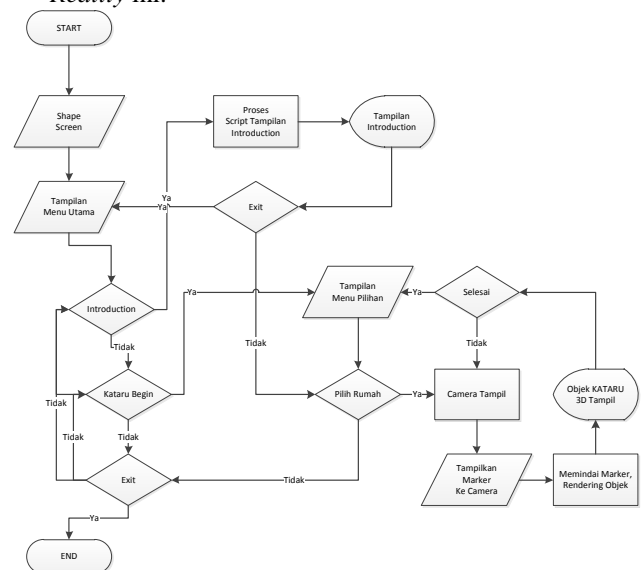 Reality ini.
START
Shape
Screen
Proses
Script Tampilan
Introduction
Tampilan
Introduction
Tampilan
Menu Utama
Ya
Ya
Exit
Introduction
Ya
Tampilan
Menu Pilihan
Ya
Selesai
Tidak
Tidak
Tidak
Kataru Begin
Pilih Rumah
Ya
Camera Tampil
Objek KATARU
3D Tampil
Tidak
Tidak
Tidak
Exit
Tidak
Tampilkan
Marker
Ke Camera
Memindai Marker,
Rendering Objek
Ya
END